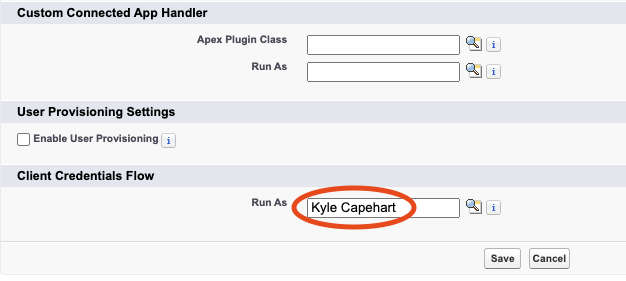 Custom Connected App Handler
Apex Plugin Class
i
Run As
i
User Provisioning Settings
Enable User Provisioning i
Client Credentials Flow
Run As Kyle Capehart i
Save Cancel